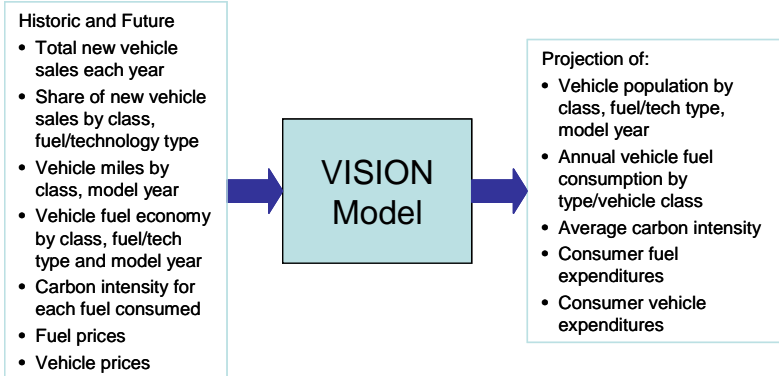 Historic and Future
• Total new vehicle
sales each year
• Share of new vehicle
sales by class,
fuel/technology type
• Vehicle miles by
class, model year
• Vehicle fuel economy
by class, fuel/tech
type and model year
• Carbon intensity for
each fuel consumed
• Fuel prices
• Vehicle prices
VISION
Model
Projection of:
• Vehicle population by
class, fuel/tech type,
model year
• Annual vehicle fuel
consumption by
type/vehicle class
• Average carbon intensity
• Consumer fuel
expenditures
• Consumer vehicle
expenditures